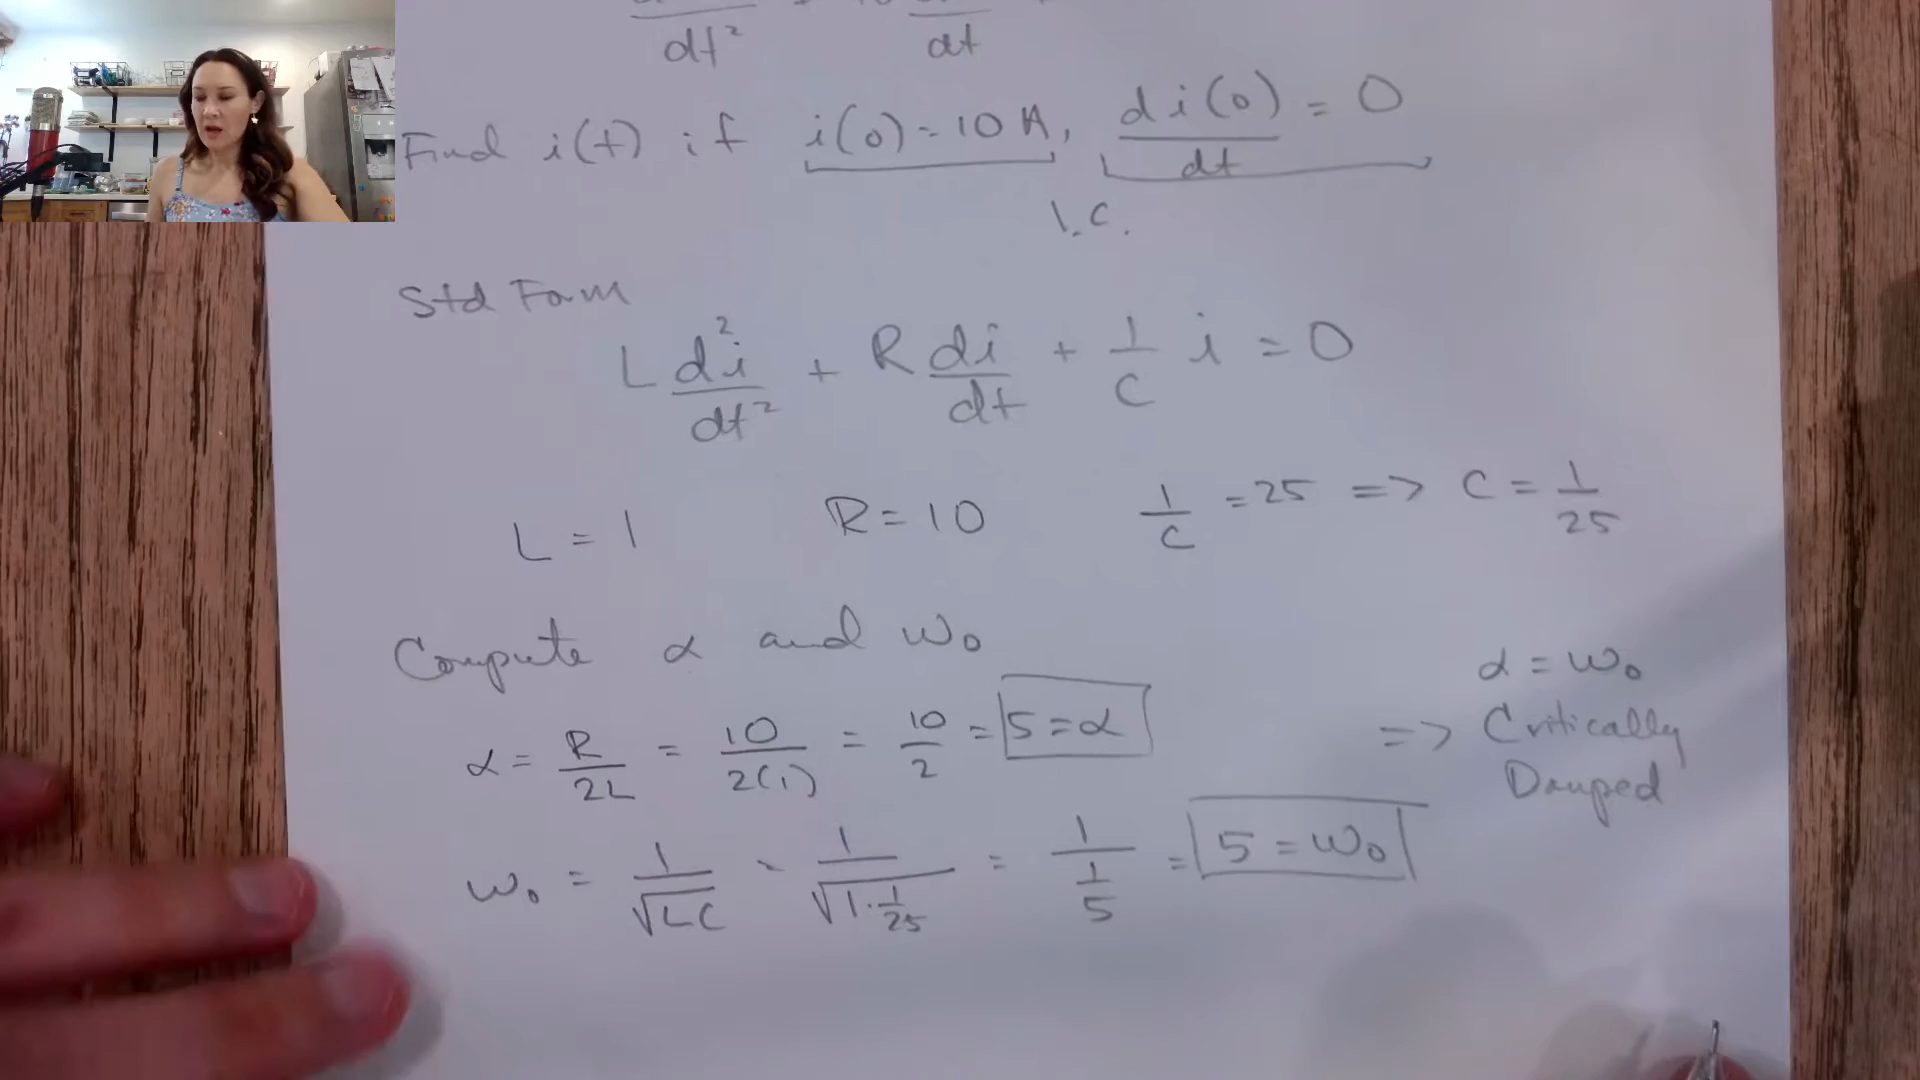 dt² dt
Find i(t) if i(0) = 10 A, di(0)/dt = 0
I.C.
Std Form
L d²i/dt² + R di/dt + 1/C i = 0
L = 1 R = 10 1/C = 25 => C = 1/25
Compute α and ω₀
α = R/2L = 10/2(1) = 10/2 = 5 = α
ω₀ = 1/√LC = 1/√1·1/25 = 1/1/5 = 5 = ω₀
α = ω₀
=> Critically
Damped